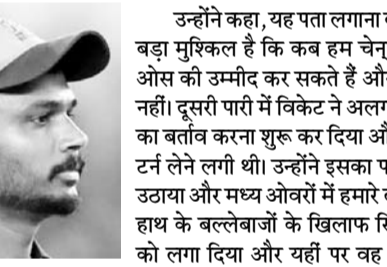 उन्होंने कहा, यह पता लगाना
बड़ा मुश्किल है कि कब हम
ओस की उम्मीद कर सकते हैं
नहीं। दूसरी पारी में विकेट ने
का बर्ताव करना शुरू कर दिया
टर्न लेने लगी थी। उन्होंने इसका
उठाया और मध्य ओवरों में हमारे
हाथ के बल्लेबाजों के खिलाफ
को लगा दिया और यहीं पर वह